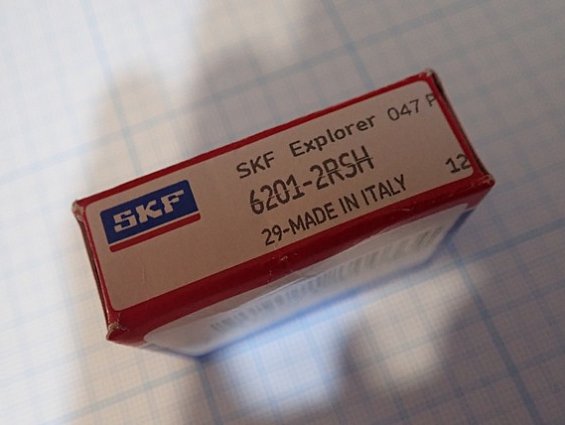 SKF
SKF Explorer 047 P
6201-2RSH 12
29-MADE IN ITALY